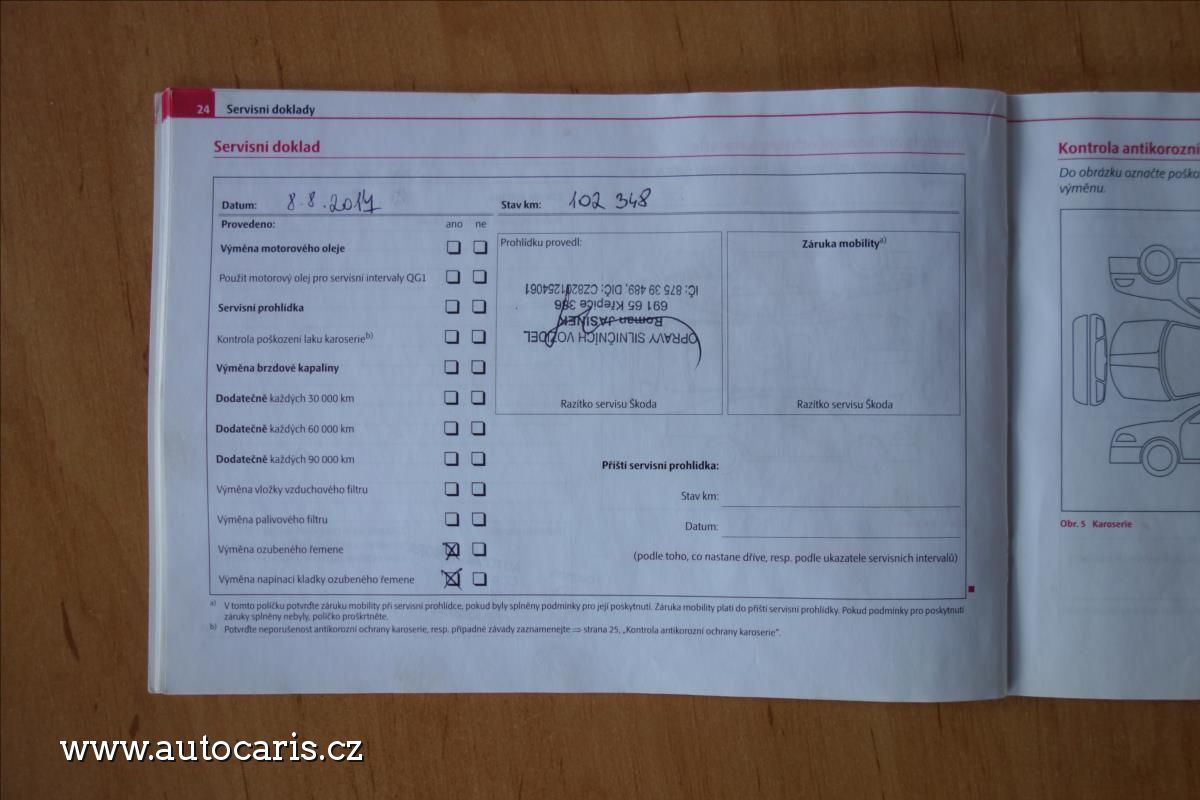 24 Servisní doklady
Servisní doklad
Datum: 8.8.2017 Stav km: 102 348
Provedeno: ano ne
Výměna motorového oleje
Použit motorový olej pro servisní intervaly QG1
Servisní prohlídka
Kontrola poškození laku karoserieb)
Výměna brzdové kapaliny
Dodatečně každých 30 000 km
Dodatečně každých 60 000 km
Dodatečně každých 90 000 km
Výměna vložky vzduchového filtru
Výměna palivového filtru
Výměna ozubeného řemene
Výměna napínací kladky ozubeného řemene
Prohlídku provedl:
OPRAVY SILNIČNÍCH VOZIDEL
Roman JASINEK
691 65 Křepice 386
IČ: 875 39 489, DIČ: CZ8201254061
Razítko servisu Škoda
Záruka mobilitya)
Razítko servisu Škoda
Příští servisní prohlídka:
Stav km:
Datum:
(podle toho, co nastane dříve, resp. podle ukazatele servisních intervalů)
a) V tomto políčku potvrďte záruku mobility při servisní prohlídce, pokud byly splněny podmínky pro její poskytnutí. Záruka mobility platí do příští servisní prohlídky. Pokud podmínky pro poskytnutí
záruky splněny nebyly, políčko proškrtněte.
b) Potvrďte neporušenost antikorozní ochrany karoserie, resp. případné závady zaznamenejte ⇒ strana 25, „Kontrola antikorozní ochrany karoserie".
Kontrola antikorozní
Do obrázku označte poško
výměnu.
Obr. 5 Karoserie
www.autocaris.cz